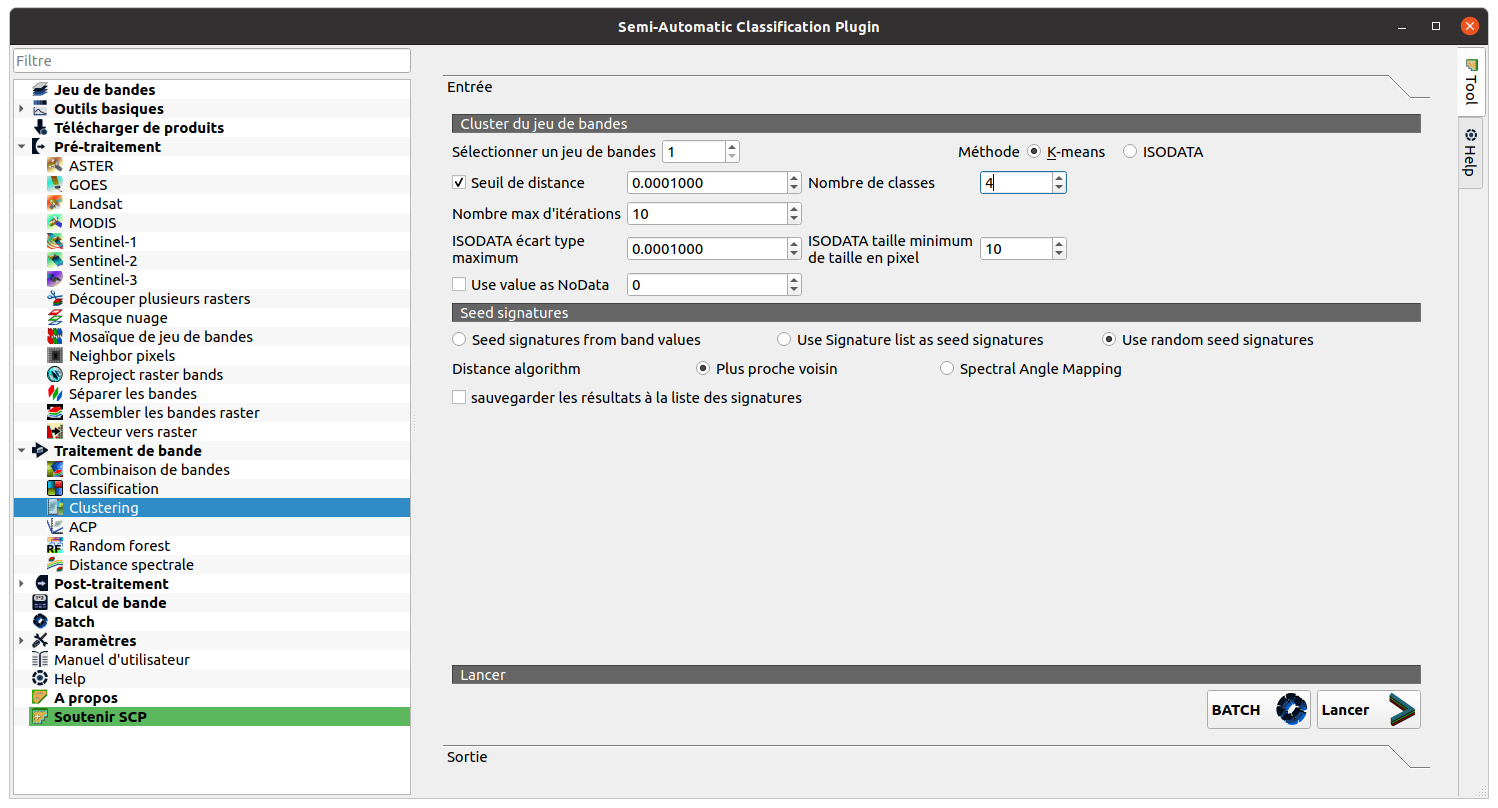 Semi-Automatic Classification Plugin
Filtre
Jeu de bandes
Outils basiques
Télécharger de produits
Pré-traitement
ASTER
GOES
Landsat
MODIS
Sentinel-1
Sentinel-2
Sentinel-3
Découper plusieurs rasters
Masque nuage
Mosaïque de jeu de bandes
Neighbor pixels
Reproject raster bands
Séparer les bandes
Assembler les bandes raster
Vecteur vers raster
Traitement de bande
Combinaison de bandes
Classification
Clustering
ACP
RF Random forest
Distance spectrale
Post-traitement
Calcul de bande
Batch
Paramètres
Manuel d'utilisateur
Help
A propos
Soutenir SCP
Entrée
Cluster du jeu de bandes
Sélectionner un jeu de bandes 1 Méthode K-means ISODATA
Seuil de distance 0.0001000 Nombre de classes 4
Nombre max d'itérations 10
ISODATA écart type
maximum
0.0001000
ISODATA taille minimum
de taille en pixel
10
Use value as NoData 0
Seed signatures
Seed signatures from band values Use Signature list as seed signatures Use random seed signatures
Distance algorithm Plus proche voisin Spectral Angle Mapping
sauvegarder les résultats à la liste des signatures
Lancer
BATCH Lancer
Sortie
Tool
Help